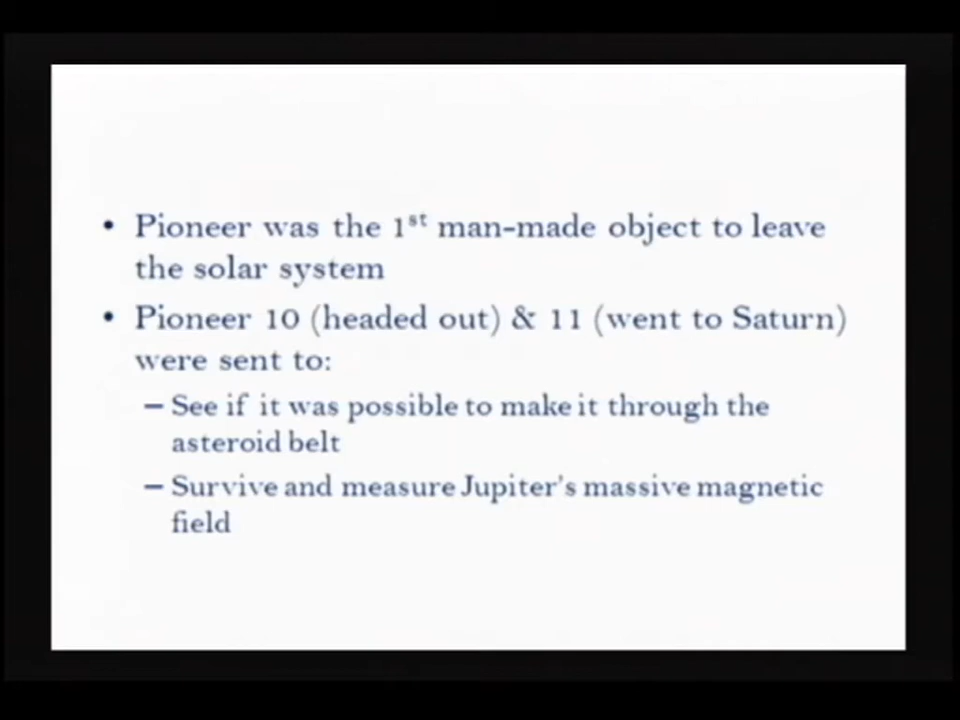 • Pioneer was the 1st man-made object to leave
the solar system
• Pioneer 10 (headed out) & 11 (went to Saturn)
were sent to:
– See if it was possible to make it through the
asteroid belt
– Survive and measure Jupiter's massive magnetic
field